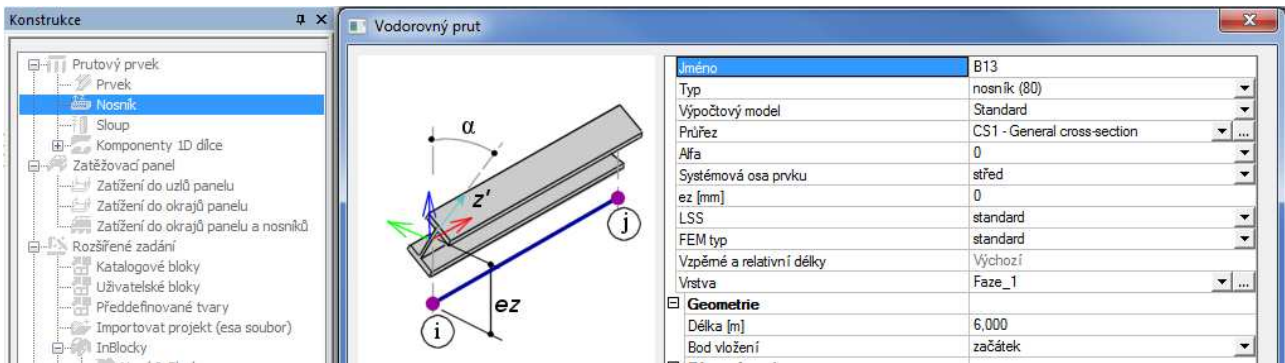 Konstrukce
Prutový prvek
Prvek
Nosník
Sloup
Komponenty 1D dílce
Zatěžovací panel
Zatížení do uzlů panelu
Zatížení do okrajů panelu
Zatížení do okrajů panelu a nosníků
Rozšířené zadání
Katalogové bloky
Uživatelské bloky
Předdefinované tvary
Importovat projekt (esa soubor)
InBlocky
Vodorovný prut
α
z'
j
ez
i
Jméno B13
Typ nosník (80)
Výpočtový model Standard
Průřez CS1 - General cross-section ...
Alfa 0
Systémová osa prvku střed
ez [mm] 0
LSS standard
FEM typ standard
Vzpěrné a relativní délky Výchozí
Vrstva Faze_1 ...
Geometrie
Délka [m] 6,000
Bod vložení začátek